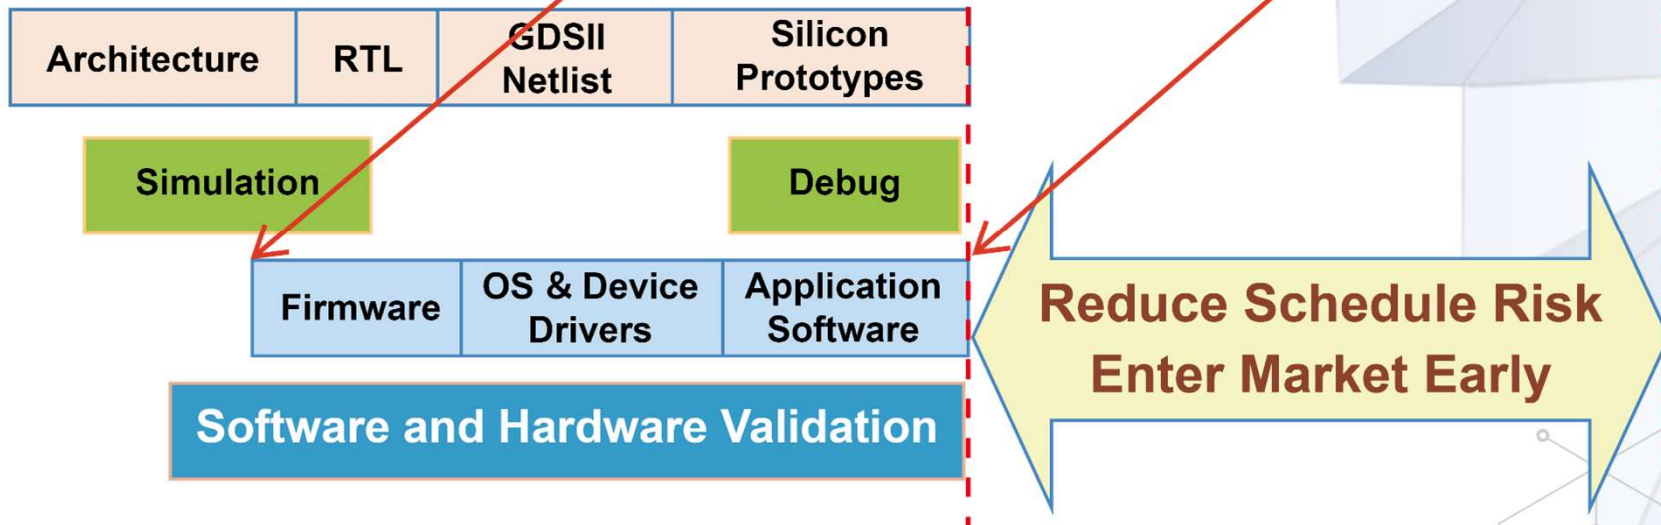 Architecture
RTL
GDSII
Netlist
Silicon
Prototypes
Simulation
Debug
Firmware
OS & Device
Drivers
Application
Software
Reduce Schedule Risk
Enter Market Early
Software and Hardware Validation